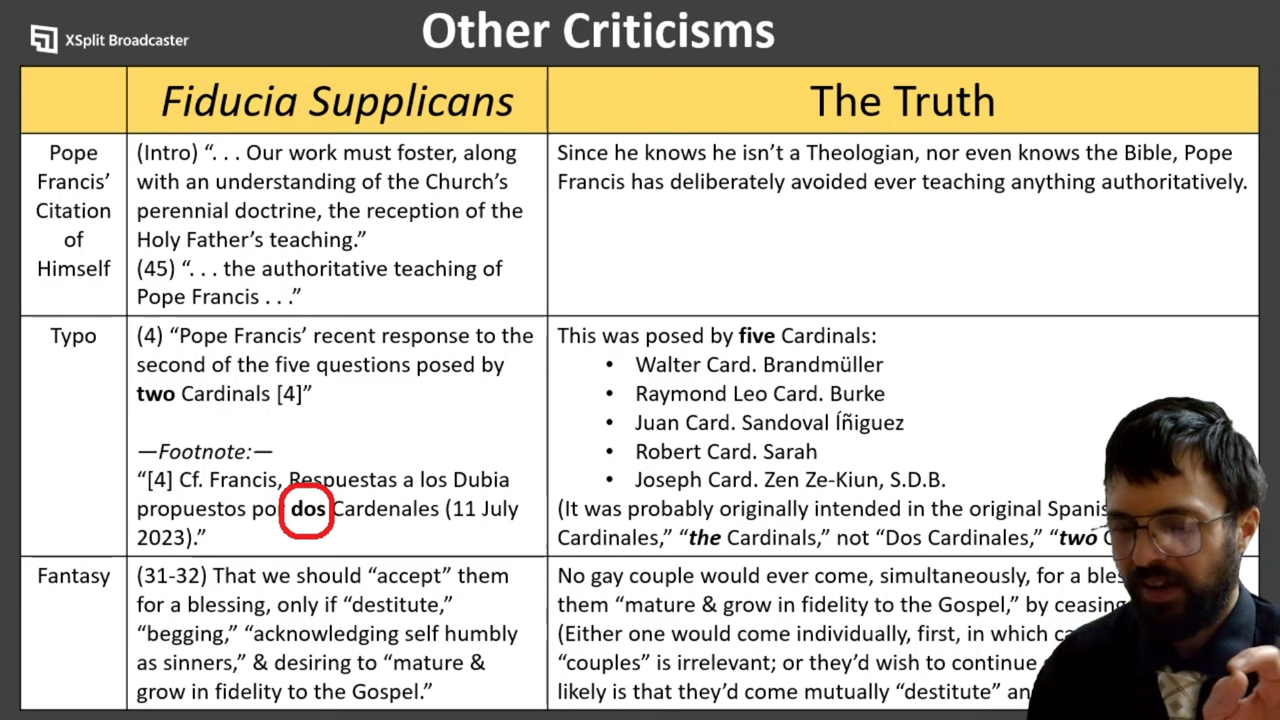 XSplit Broadcaster
Other Criticisms
Fiducia Supplicans
The Truth
Pope
Francis’
Citation
of
Himself
(Intro) “. . . Our work must foster, along
with an understanding of the Church’s
perennial doctrine, the reception of the
Holy Father’s teaching.”
(45) “. . . the authoritative teaching of
Pope Francis . . .”
Since he knows he isn’t a Theologian, nor even knows the Bible, Pope
Francis has deliberately avoided ever teaching anything authoritatively.
Typo
(4) “Pope Francis’ recent response to the
second of the five questions posed by
two Cardinals [4]”
—Footnote:—
“[4] Cf. Francis, Respuestas a los Dubia
propuestos por dos Cardenales (11 July
2023).”
This was posed by five Cardinals:
• Walter Card. Brandmüller
• Raymond Leo Card. Burke
• Juan Card. Sandoval Íñiguez
• Robert Card. Sarah
• Joseph Card. Zen Ze-Kiun, S.D.B.
(It was probably originally intended in the original
Cardinales,” “the Cardinals,” not “Dos Cardinales,” “two
Fantasy
(31-32) That we should “accept” them
for a blessing, only if “destitute,”
“begging,” “acknowledging self humbly
as sinners,” & desiring to “mature &
grow in fidelity to the Gospel.”
No gay couple would ever come, simultaneously, for a
them “mature & grow in fidelity to the Gospel,” by ceasing
(Either one would come individually, first, in which
“couples” is irrelevant; or they’d wish to continue
likely is that they’d come mutually “destitute”